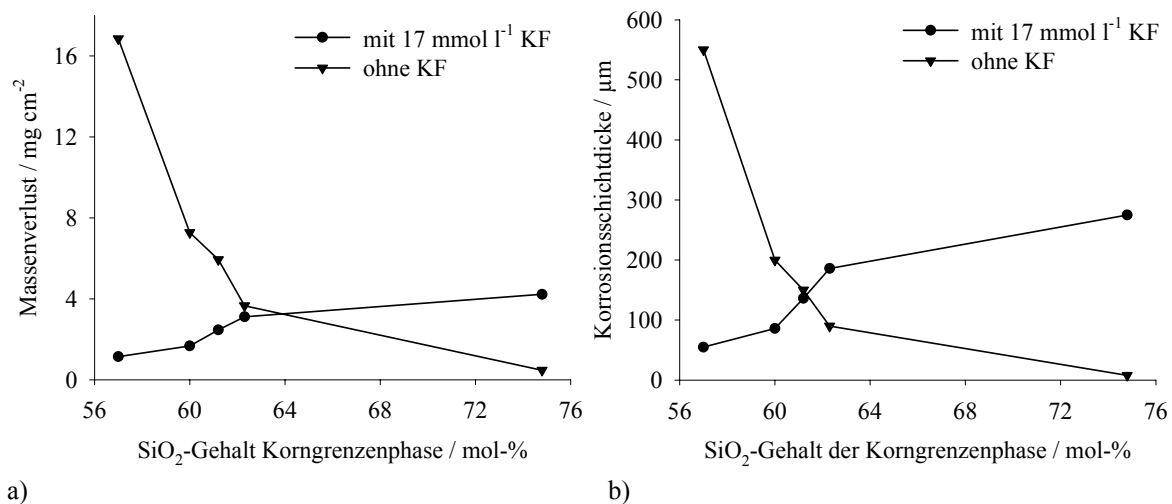 mit 17 mmol l⁻¹ KF
ohne KF
Massenverlust / mg cm⁻²
16
12
8
4
0
56 60 64 68 72 76
SiO₂-Gehalt Korngrenzenphase / mol-%
a)
mit 17 mmol l⁻¹ KF
ohne KF
Korrosionsschichtdicke / µm
600
500
400
300
200
100
0
56 60 64 68 72 76
SiO₂-Gehalt der Korngrenzenphase / mol-%
b)